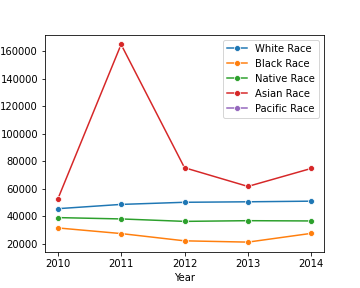 White Race
Black Race
Native Race
Asian Race
Pacific Race
160000
140000
120000
100000
80000
60000
40000
20000
2010 2011 2012 2013 2014
Year